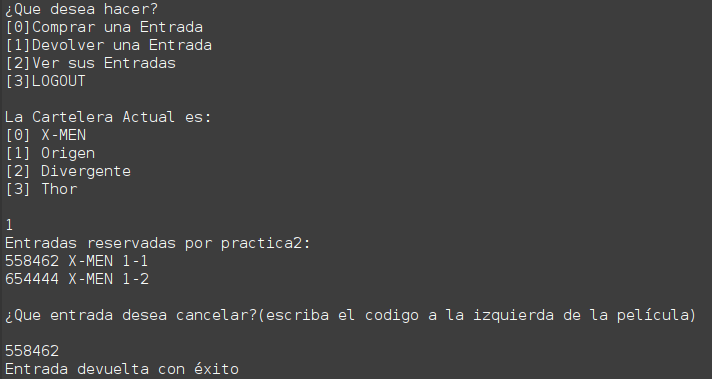 ¿Que desea hacer?
[0]Comprar una Entrada
[1]Devolver una Entrada
[2]Ver sus Entradas
[3]LOGOUT
La Cartelera Actual es:
[0] X-MEN
[1] Origen
[2] Divergente
[3] Thor
1
Entradas reservadas por practica2:
558462 X-MEN 1-1
654444 X-MEN 1-2
¿Que entrada desea cancelar?(escriba el codigo a la izquierda de la película)
558462
Entrada devuelta con éxito